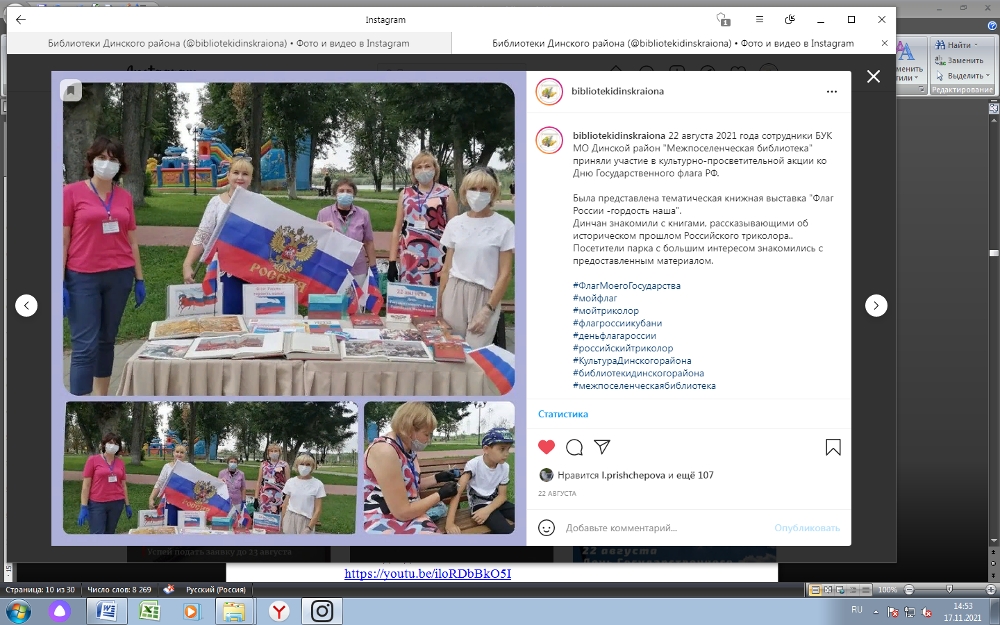 Instagram
1
Библиотеки Динского района (@bibliotekidinskraiona) • Фото и видео в Instagram
Библиотеки Динского района (@bibliotekidinskraiona) • Фото и видео в Instagram
Найти
Заменить
Выделить
Редактирование
РОССИЯ
22 августа
bibliotekidinskraiona
bibliotekidinskraiona 22 августа 2021 года сотрудники БУК
МО Динской район "Межпоселенческая библиотека"
приняли участие в культурно-просветительной акции ко
Дню Государственного флага РФ.
Была представлена тематическая книжная выставка "Флаг
России -гордость наша".
Динчан знакомили с книгами, рассказывающими об
историческом прошлом Российского триколора..
Посетители парка с большим интересом знакомились с
предоставленным материалом.
#ФлагМоегоГосударства
#мойфлаг
#мойтриколор
#флагроссиикубани
#деньфлагароссии
#российскийтриколор
#КультураДинскогорайона
#библиотекидинскогорайона
#межпоселенческаябиблиотека
Статистика
Нравится l.prishchepova и ещё 107
22 АВГУСТА
Добавьте комментарий...
Опубликовать
Успей подать заявку до 23 августа
22 августа
День Государственного
https://youtu.be/iloRDbBkO5I
Страница: 10 из 30
Число слов: 8 269
Русский (Россия)
100%
RU
14:53
17.11.2021